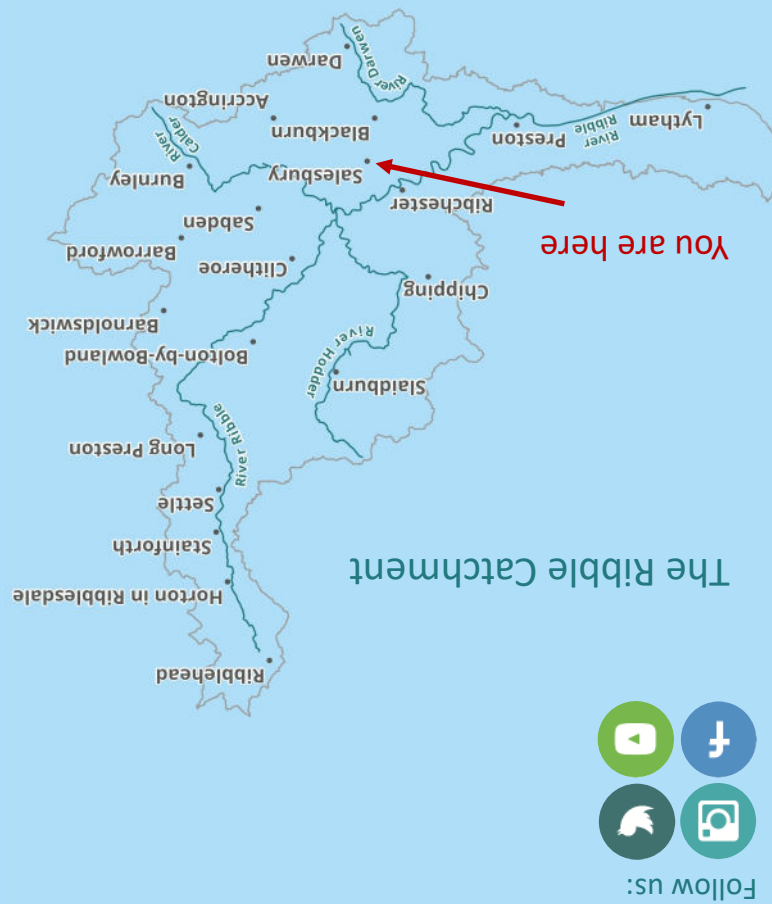 Follow us:
The Ribble Catchment
Ribblehead
Horton in Ribblesdale
Stainforth
Settle
Long Preston
River Ribble
Slaidburn
River Hodder
Bolton-by-Bowland
Barnoldswick
Chipping
Clitheroe
You are here
Barrowford
Sabden
Ribchester
Burnley
Salesbury
River
Calder
Preston
River
Ribble
Lytham
Blackburn
Accrington
River Darwen
Darwen